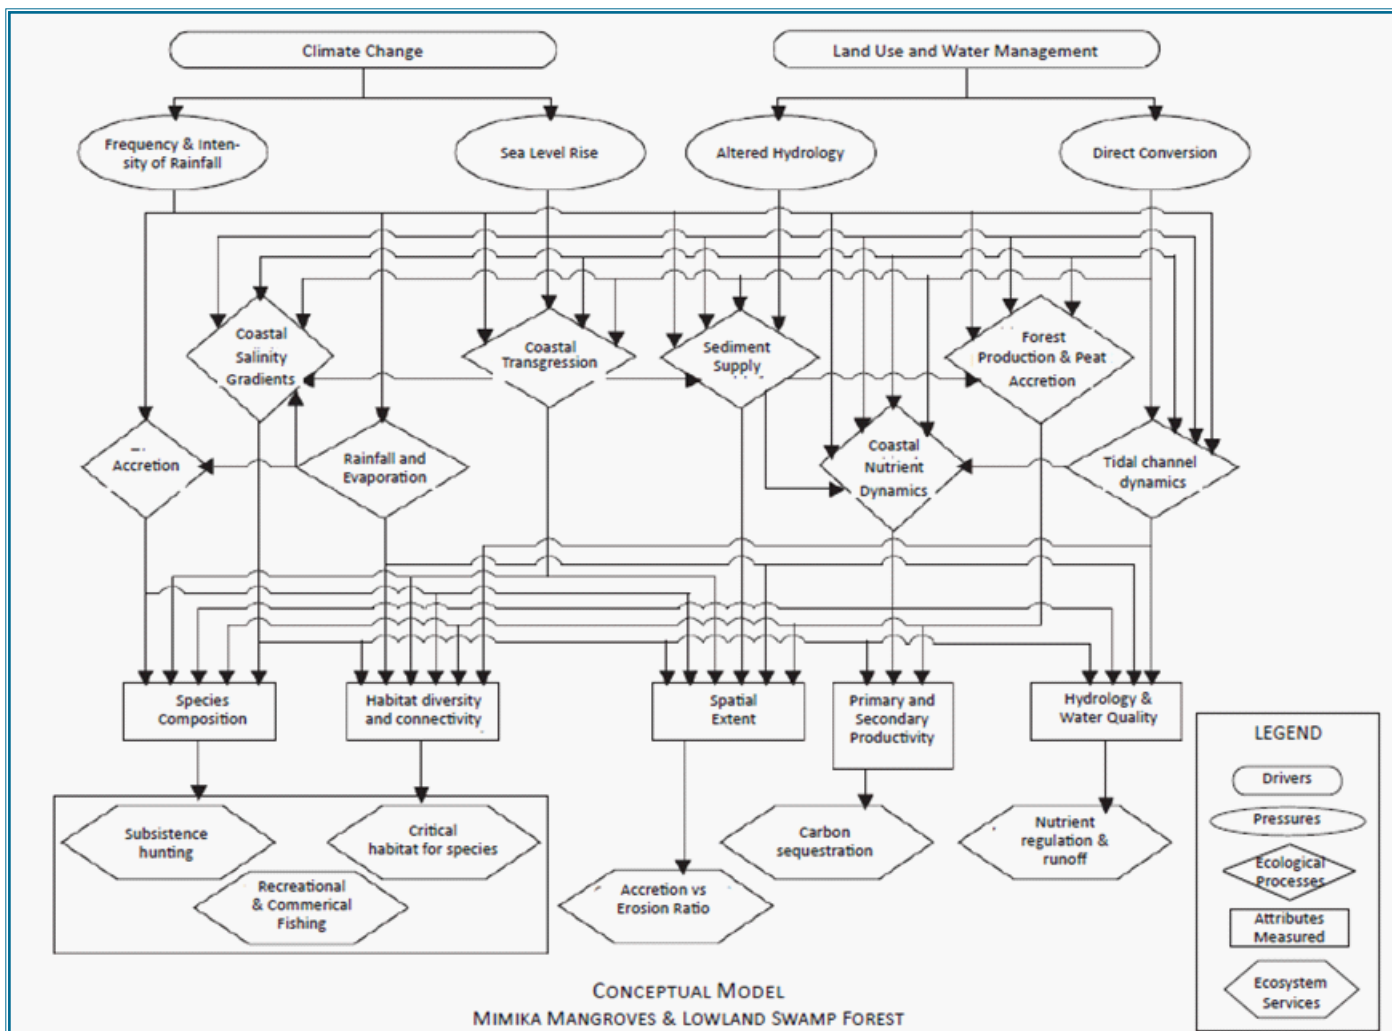 Climate Change
Land Use and Water Management
Frequency & Inten-
sity of Rainfall
Sea Level Rise
Altered Hydrology
Direct Conversion
Coastal
Salinity
Gradients
Coastal
Transgression
Sediment
Supply
Forest
Production & Peat
Accretion
Accretion
Rainfall and
Evaporation
Coastal
Nutrient
Dynamics
Tidal channel
dynamics
Species
Composition
Habitat diversity
and connectivity
Spatial
Extent
Primary and
Secondary
Productivity
Hydrology &
Water Quality
Subsistence
hunting
Critical
habitat for species
Recreational
& Commerical
Fishing
Accretion vs
Erosion Ratio
Carbon
sequestration
Nutrient
regulation &
runoff
LEGEND
Drivers
Pressures
Ecological
Processes
Attributes
Measured
Ecosystem
Services
CONCEPTUAL MODEL
MIMIKA MANGROVES & LOWLAND SWAMP FOREST